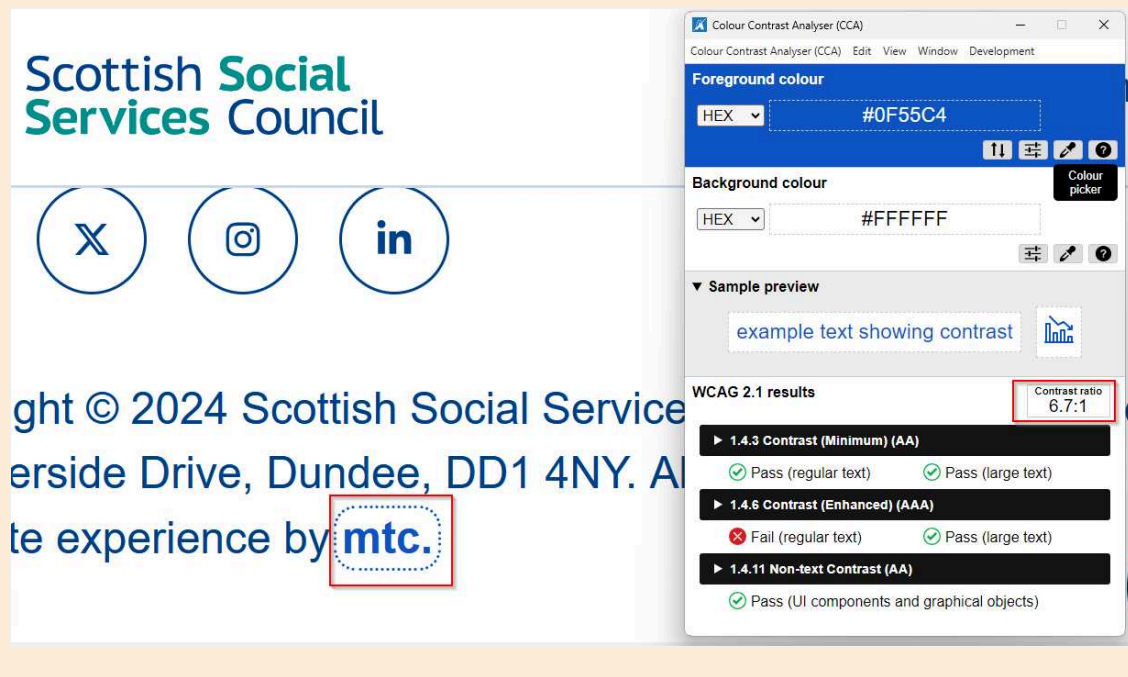 Scottish Social
Services Council
X
in
ght © 2024 Scottish Social Service
erside Drive, Dundee, DD1 4NY. Al
te experience by mtc.
Colour Contrast Analyser (CCA)
Colour Contrast Analyser (CCA) Edit View Window Development
Foreground colour
HEX #0F55C4
Colour picker
Background colour
HEX #FFFFFF
▼ Sample preview
example text showing contrast
WCAG 2.1 results
Contrast ratio
6.7:1
▶ 1.4.3 Contrast (Minimum) (AA)
Pass (regular text) Pass (large text)
▶ 1.4.6 Contrast (Enhanced) (AAA)
Fail (regular text) Pass (large text)
▶ 1.4.11 Non-text Contrast (AA)
Pass (UI components and graphical objects)